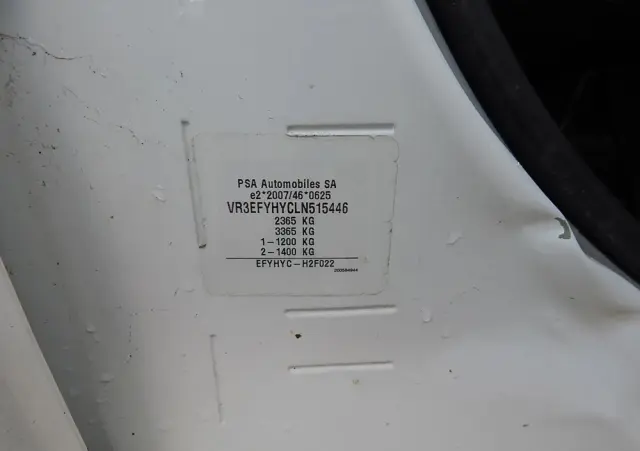 PSA Automobiles SA
e2*2007/46*0625
VR3EFYHYCLN515446
2365 KG
3365 KG
1-1200 KG
2-1400 KG
EFYHYC-H2F022